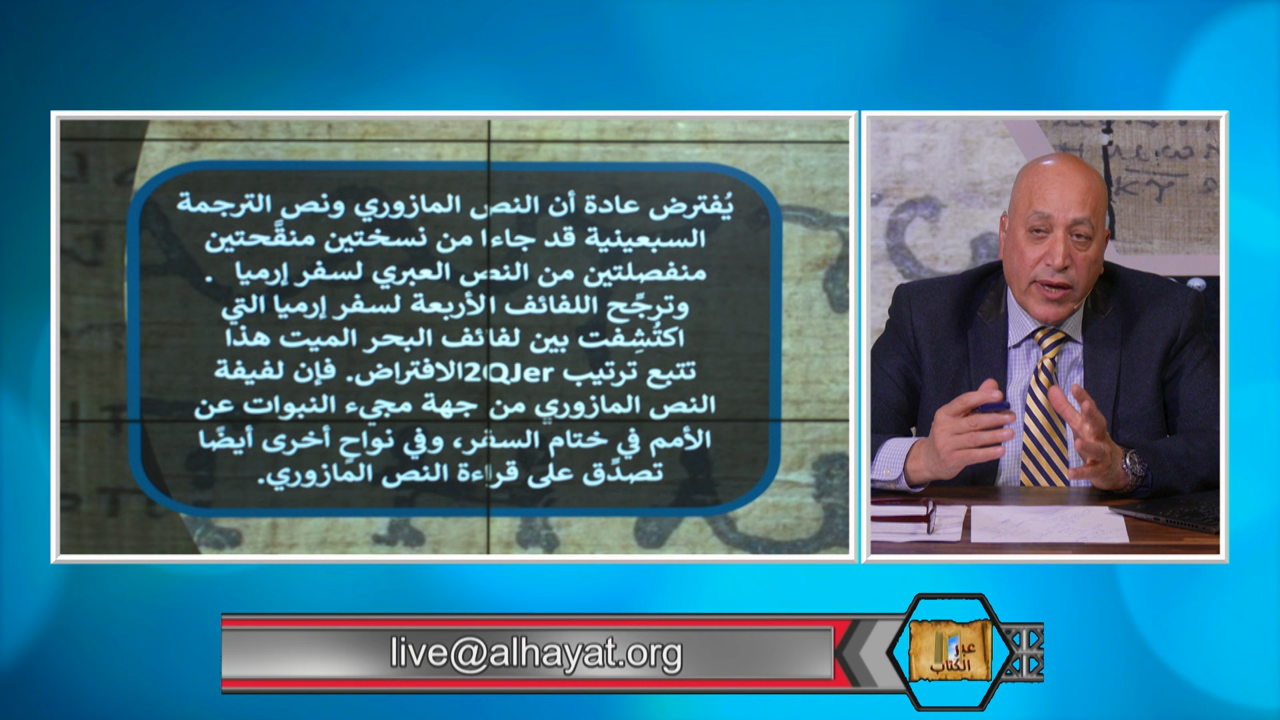 يُفترض عادة أن النص المازوري ونص الترجمة
السبعينية قد جاءا من نسختين منقَّحتين
منفصلتين من النص العبري لسفر إرميا .
وترجِّح اللفائف الأربعة لسفر إرميا التي
اكتُشِفت بين لفائف البحر الميت هذا
تتبع ترتيب 2QJerالافتراض. فإن لفيفة
النص المازوري من جهة مجيء النبوات عن
الأمم في ختام السفر، وفي نواحٍ أخرى أيضًا
تصدّق على قراءة النص المازوري.
live@alhayat.org
عبر
الكتاب